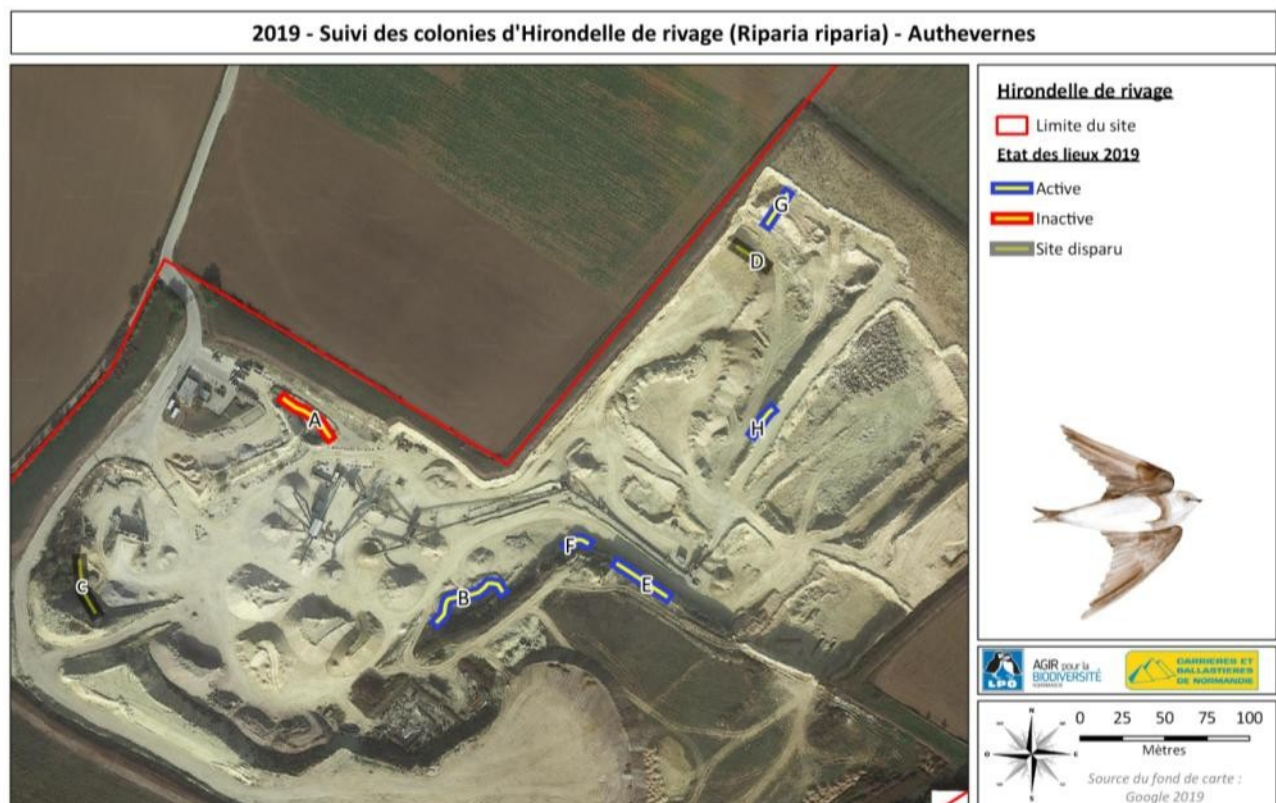 2019 - Suivi des colonies d'Hirondelle de rivage (Riparia riparia) - Authevernes
G
D
A
H
F
E
B
C
Hirondelle de rivage
Limite du site
Etat des lieux 2019
Active
Inactive
Site disparu
LPO
AGIR pour la
BIODIVERSITÉ
CARRIERES ET
BALLASTIERES
DE NORMANDIE
N
O
E
S
0 25 50 75 100
Mètres
Source du fond de carte :
Google 2019